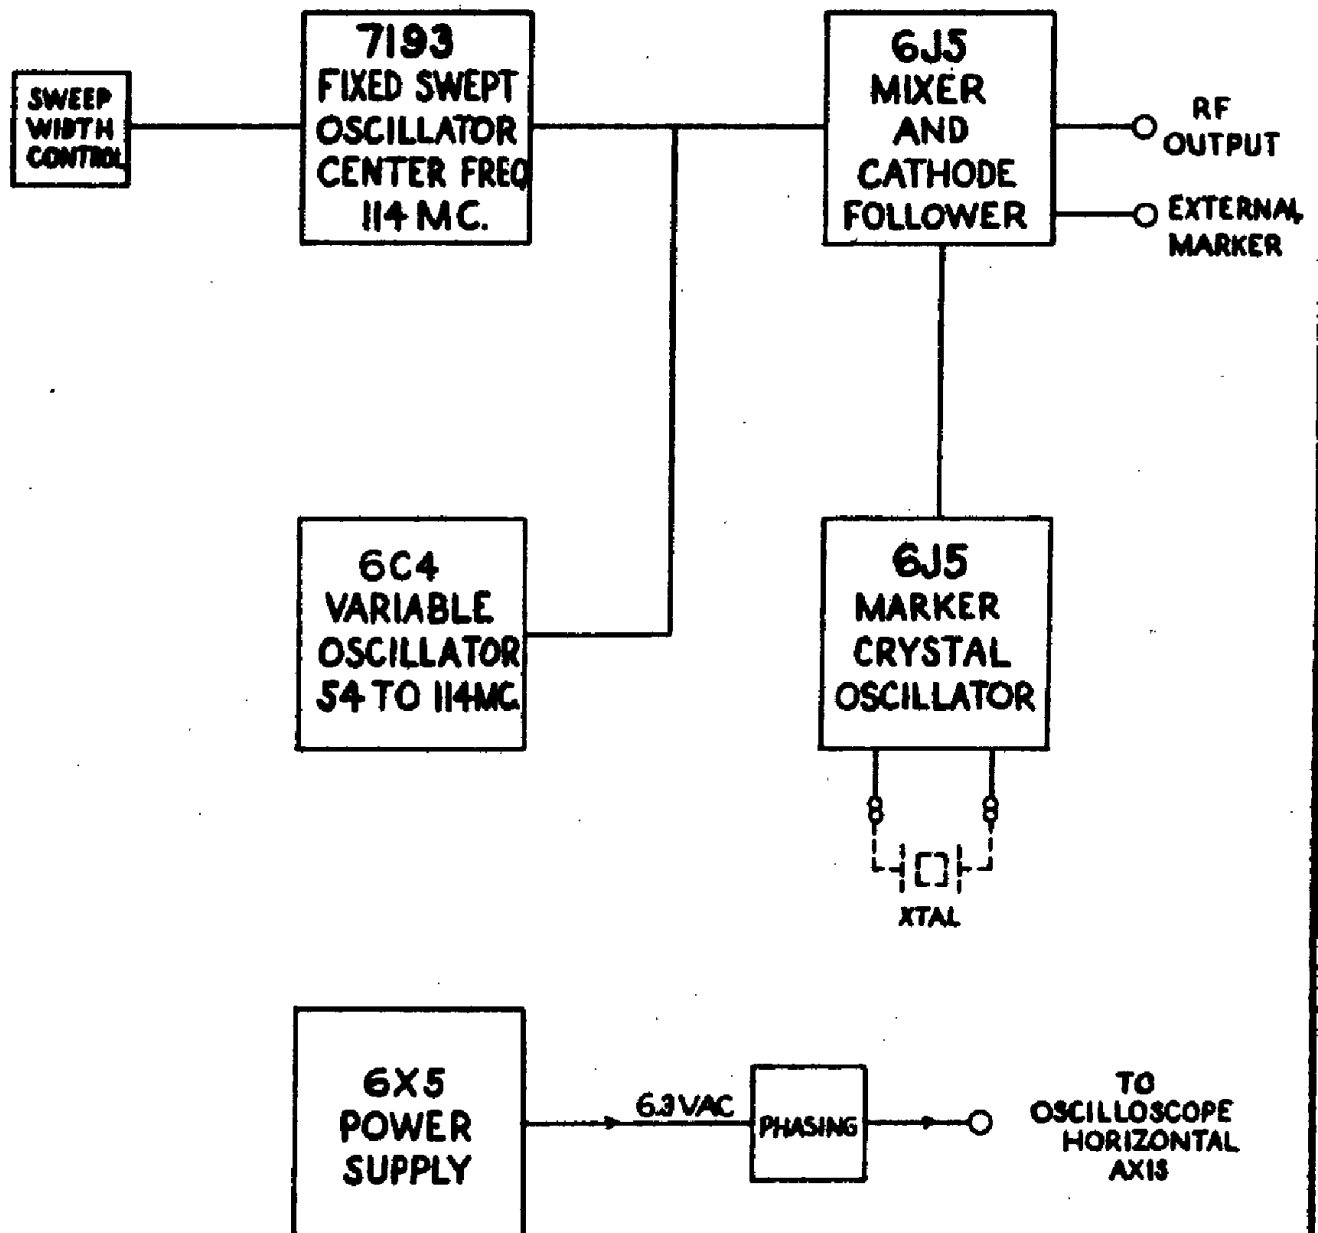 SWEEP
WIDTH
CONTROL
7193
FIXED SWEPT
OSCILLATOR
CENTER FREQ
114 MC.
6J5
MIXER
AND
CATHODE
FOLLOWER
RF
OUTPUT
EXTERNAL
MARKER
6C4
VARIABLE
OSCILLATOR
54 TO 114MC.
6J5
MARKER
CRYSTAL
OSCILLATOR
XTAL
6X5
POWER
SUPPLY
6.3 VAC
PHASING
TO
OSCILLOSCOPE
HORIZONTAL
AXIS